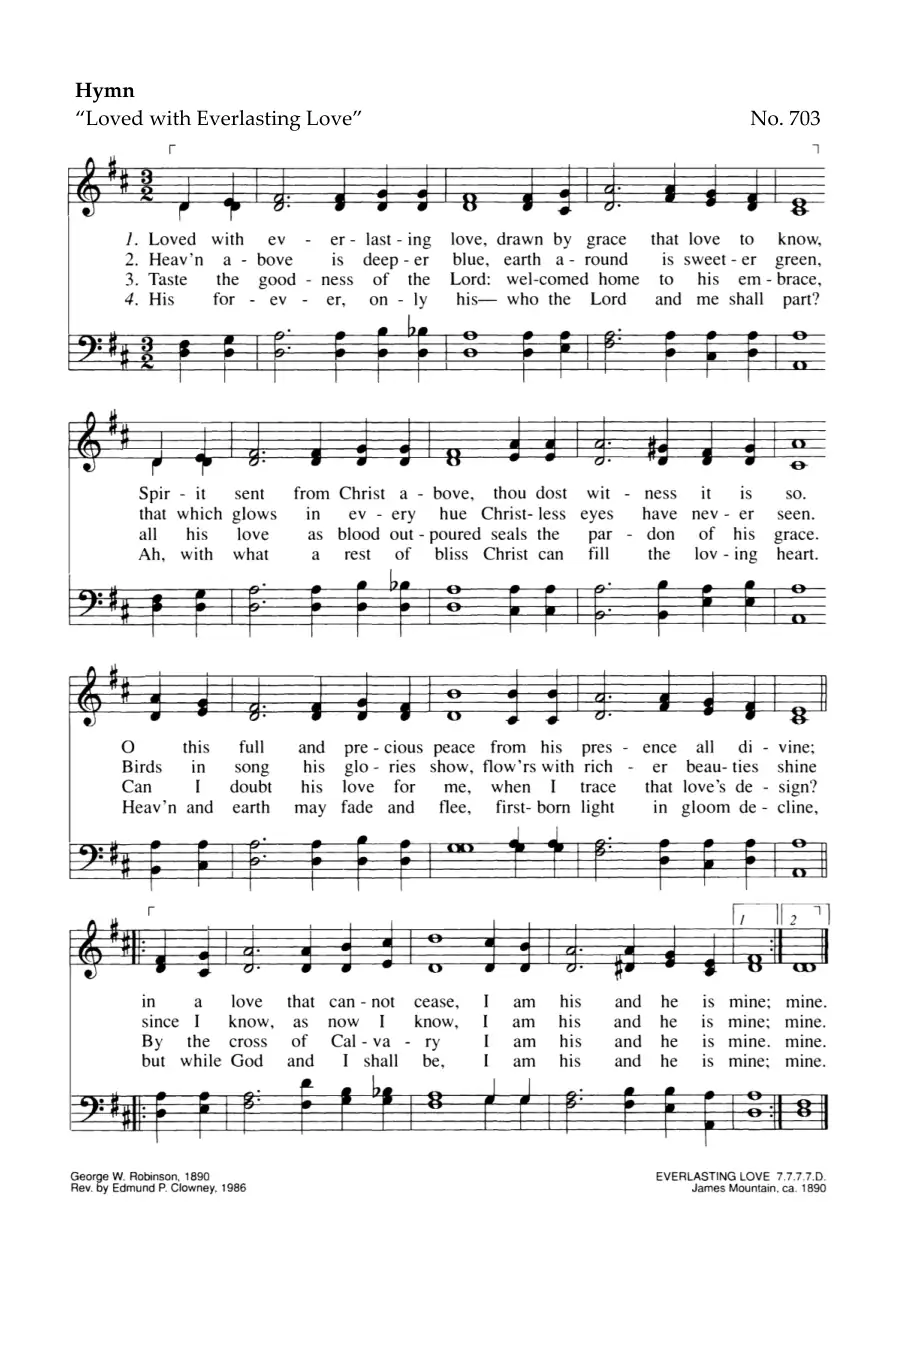 Hymn
“Loved with Everlasting Love” No. 703
1. Loved with ev - er - last - ing love, drawn by grace that love to know,
2. Heav'n a - bove is deep - er blue, earth a - round is sweet - er green,
3. Taste the good - ness of the Lord: wel-comed home to his em - brace,
4. His for - ev - er, on - ly his— who the Lord and me shall part?
Spir - it sent from Christ a - bove, thou dost wit - ness it is so.
that which glows in ev - ery hue Christ- less eyes have nev - er seen.
all his love as blood out - poured seals the par - don of his grace.
Ah, with what a rest of bliss Christ can fill the lov - ing heart.
O this full and pre - cious peace from his pres - ence all di - vine;
Birds in song his glo - ries show, flow'rs with rich - er beau- ties shine
Can I doubt his love for me, when I trace that love's de - sign?
Heav'n and earth may fade and flee, first- born light in gloom de - cline,
1 2
in a love that can - not cease, I am his and he is mine; mine.
since I know, as now I know, I am his and he is mine; mine.
By the cross of Cal - va - ry I am his and he is mine. mine.
but while God and I shall be, I am his and he is mine; mine.
George W. Robinson, 1890 EVERLASTING LOVE 7.7.7.7.D.
Rev. by Edmund P. Clowney, 1986 James Mountain, ca. 1890